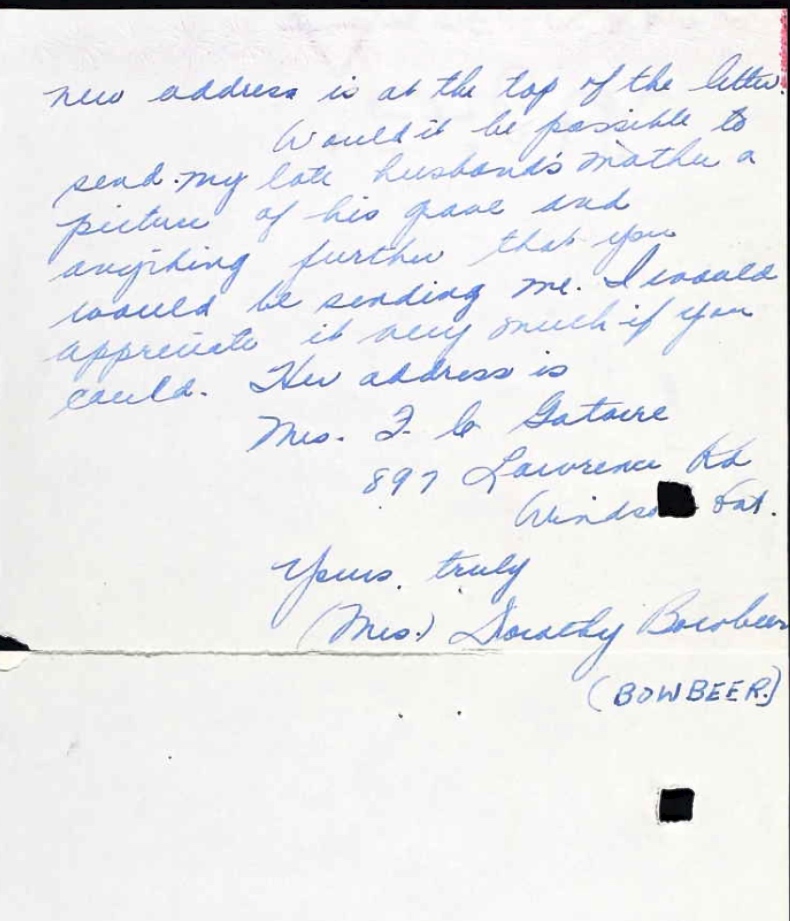 new address is at the top of the letter.
Would it be possible to
send my late husband's mother a
picture of his grave and
anything further that you
would be sending me. I would
appreciate it very much if you
could. Her address is
Mrs. F. C.
897 Lawrence Rd
Windsor Ont.
Yours truly
(Mrs.) Dorothy Bowbeer
(BOWBEER.)